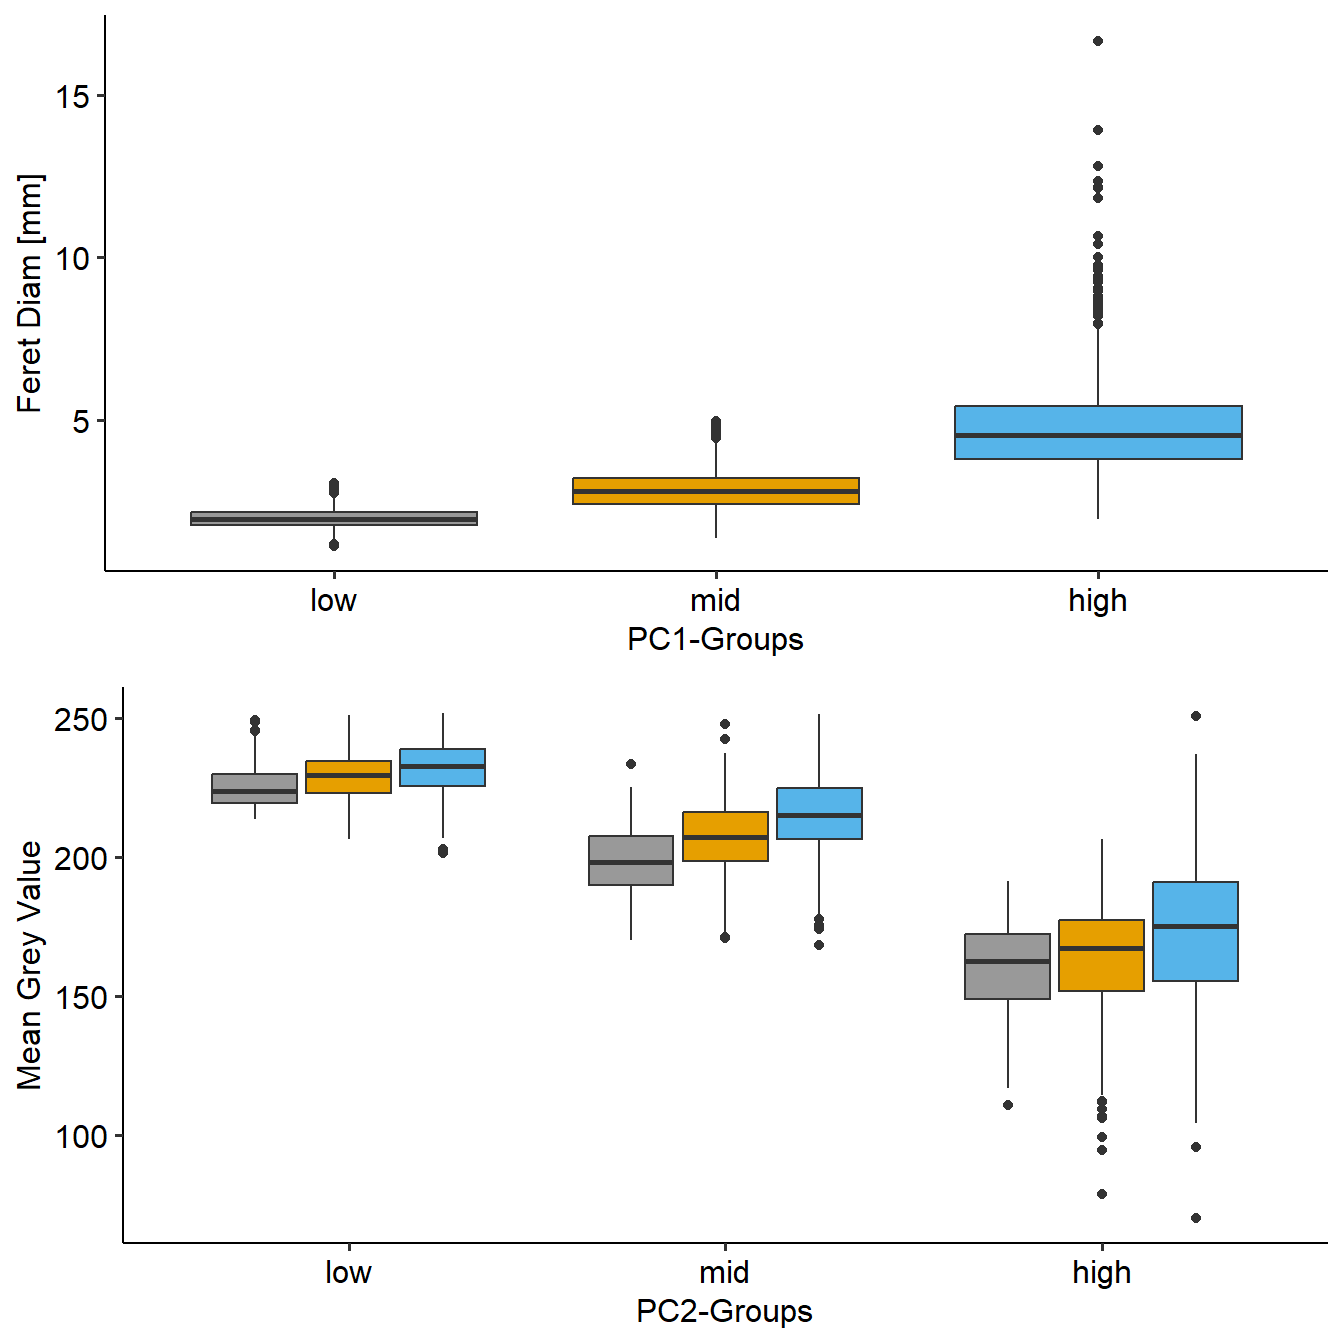 Feret Diam [mm]
15
10
5
low
mid
high
PC1-Groups
Mean Grey Value
250
200
150
100
low
mid
high
PC2-Groups